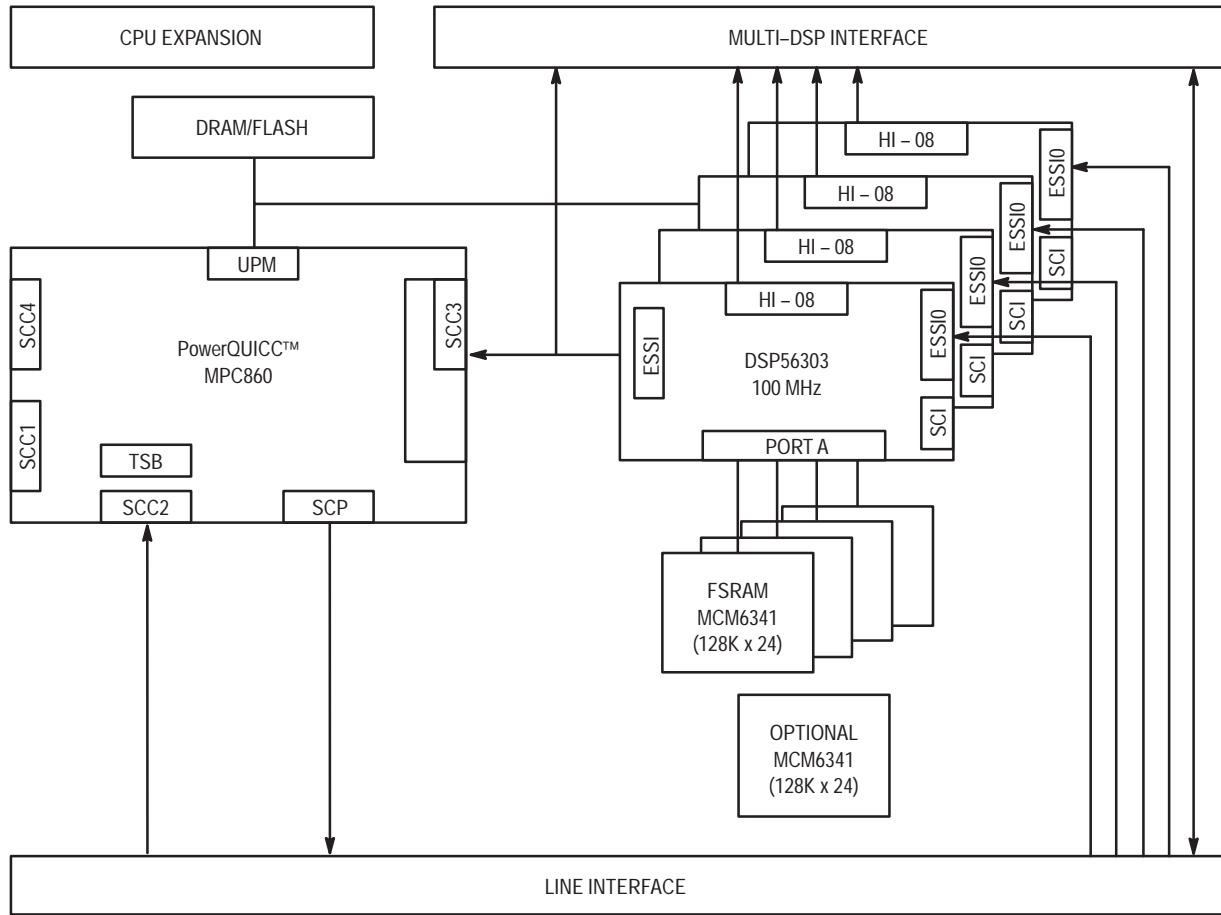 CPU EXPANSION
MULTI–DSP INTERFACE
DRAM/FLASH
HI – 08
ESSI0
SCI
HI – 08
ESSI0
SCI
HI – 08
ESSI0
SCI
HI – 08
ESSI0
SCI
ESSI
DSP56303
100 MHz
PORT A
UPM
SCC4
SCC3
PowerQUICC™
MPC860
SCC1
TSB
SCC2
SCP
FSRAM
MCM6341
(128K x 24)
OPTIONAL
MCM6341
(128K x 24)
LINE INTERFACE